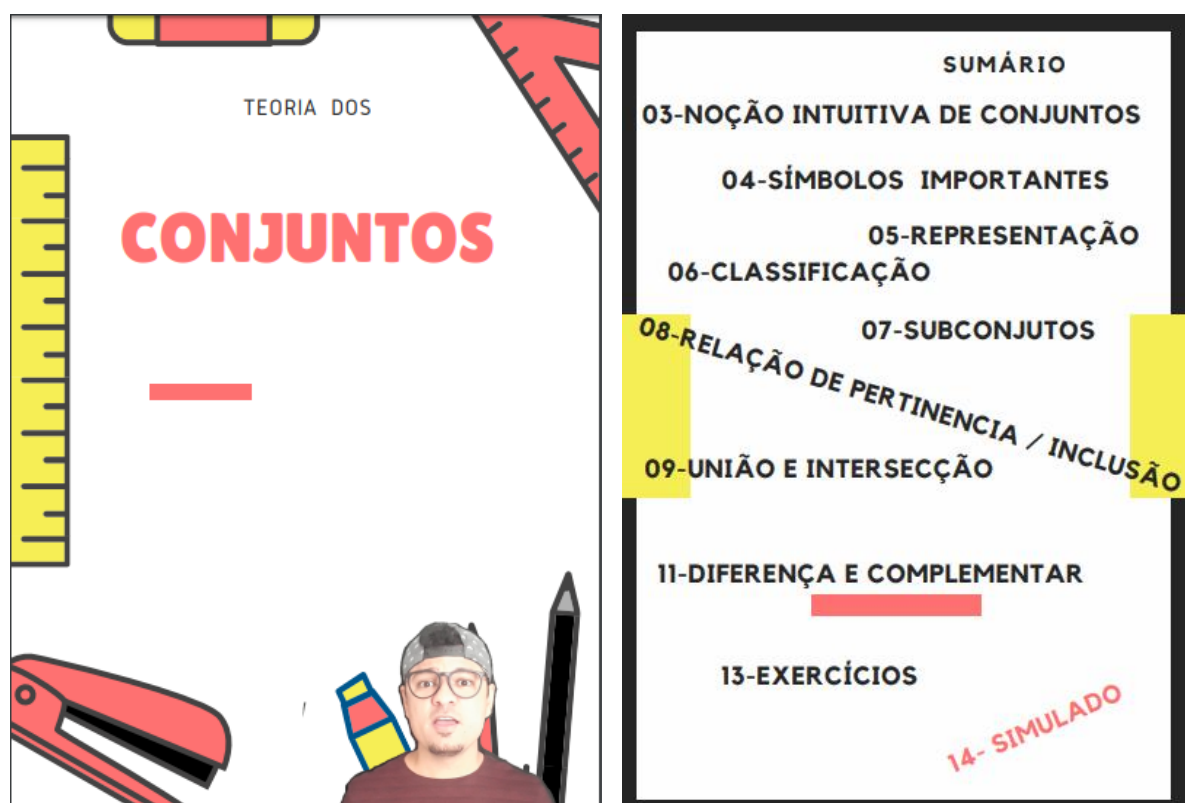 TEORIA DOS
CONJUNTOS
SUMÁRIO
03-NOÇÃO INTUITIVA DE CONJUNTOS
04-SÍMBOLOS IMPORTANTES
05-REPRESENTAÇÃO
06-CLASSIFICAÇÃO
07-SUBCONJUTOS
08-RELAÇÃO DE PERTINENCIA / INCLUSÃO
09-UNIÃO E INTERSECÇÃO
11-DIFERENÇA E COMPLEMENTAR
13-EXERCÍCIOS
14- SIMULADO